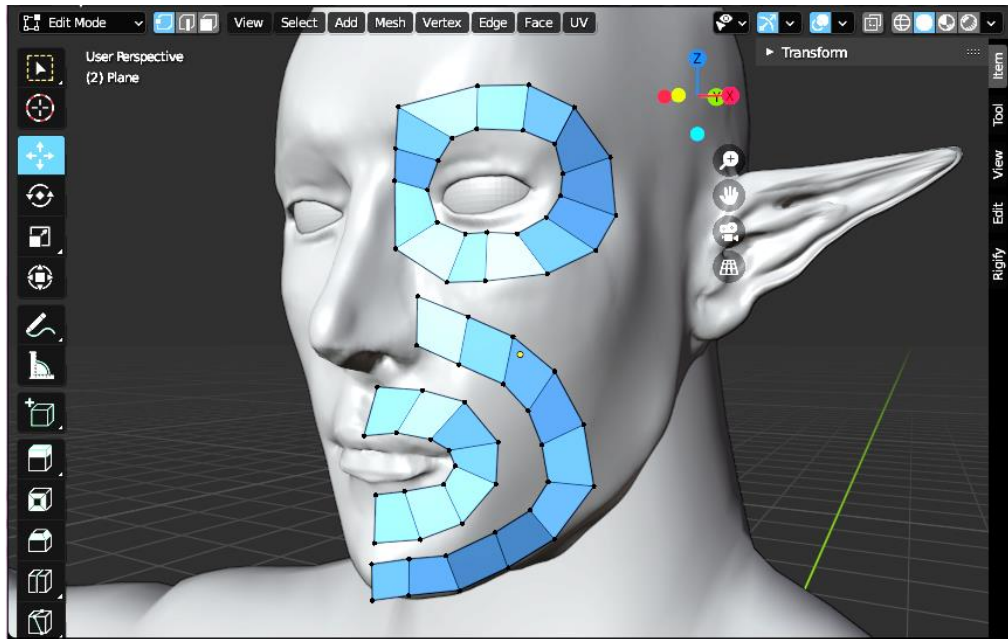 Edit Mode View Select Add Mesh Vertex Edge Face UV
User Perspective
(2) Plane
Z
Y
X
Transform
Item
Tool
View
Edit
Rigify